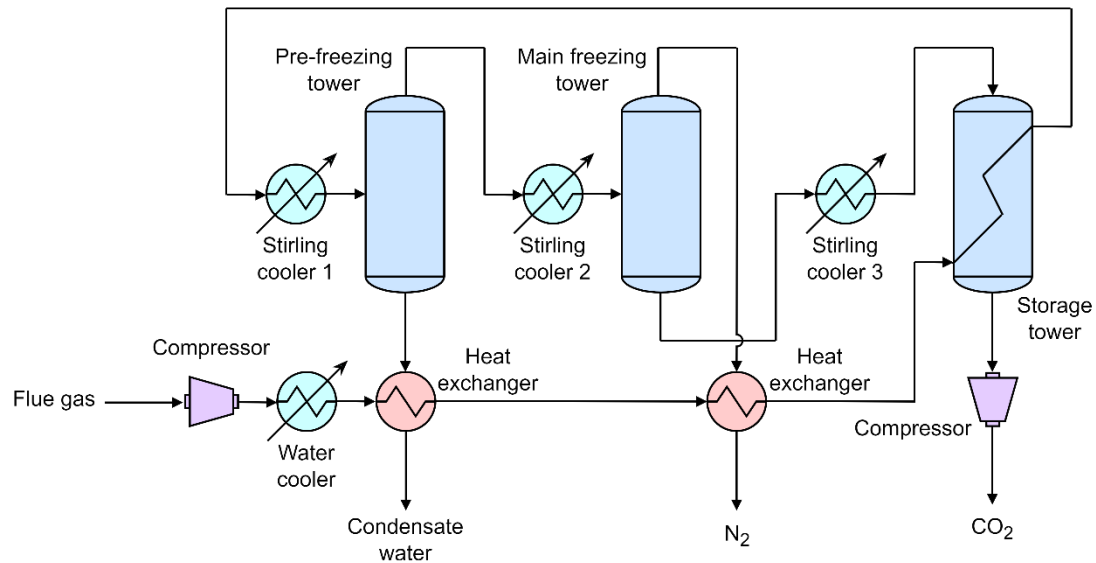 Pre-freezing
tower
Main freezing
tower
Stirling
cooler 1
Stirling
cooler 2
Stirling
cooler 3
Storage
tower
Compressor
Heat
exchanger
Heat
exchanger
Flue gas
Compressor
Water
cooler
Condensate
water
N2
CO2